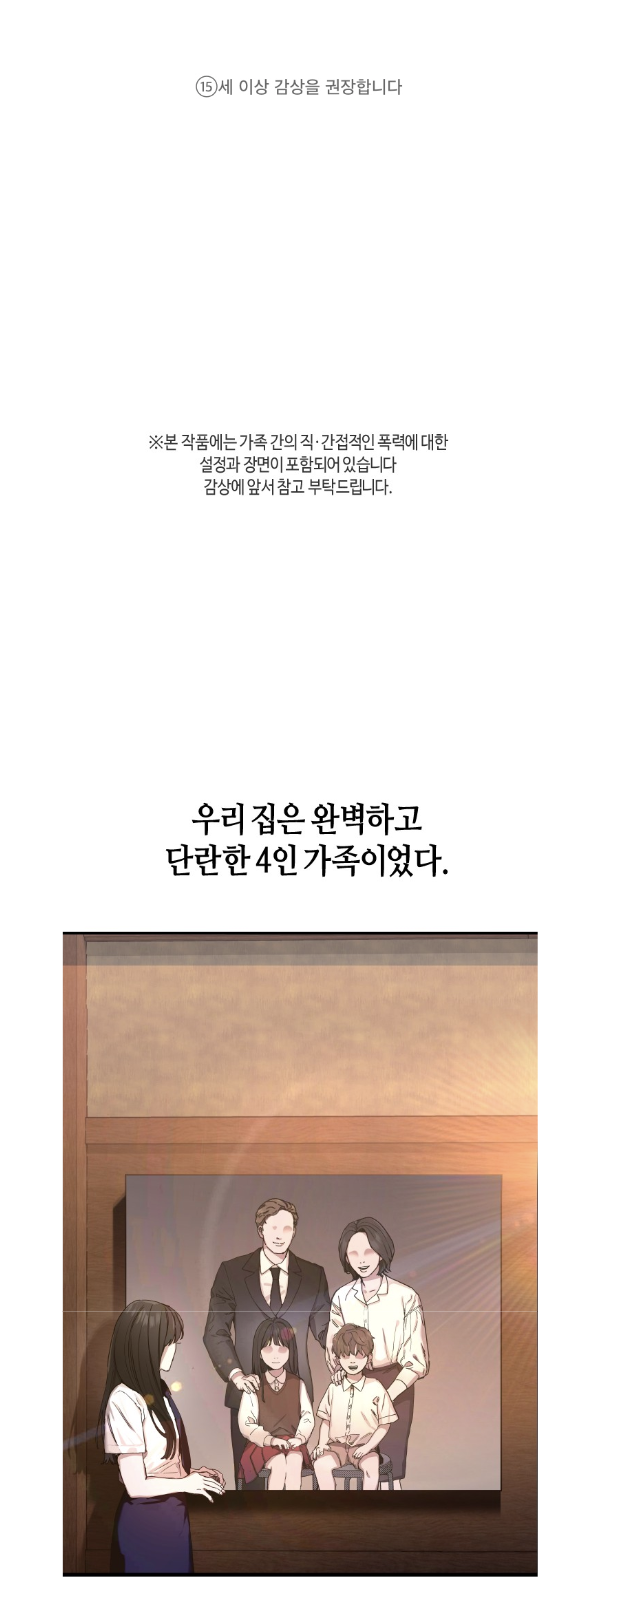 ⑮세 이상 감상을 권장합니다
※본 작품에는 가족 간의 직·간접적인 폭력에 대한
설정과 장면이 포함되어 있습니다
감상에 앞서 참고 부탁드립니다.
우리 집은 완벽하고
단란한 4인 가족이었다.